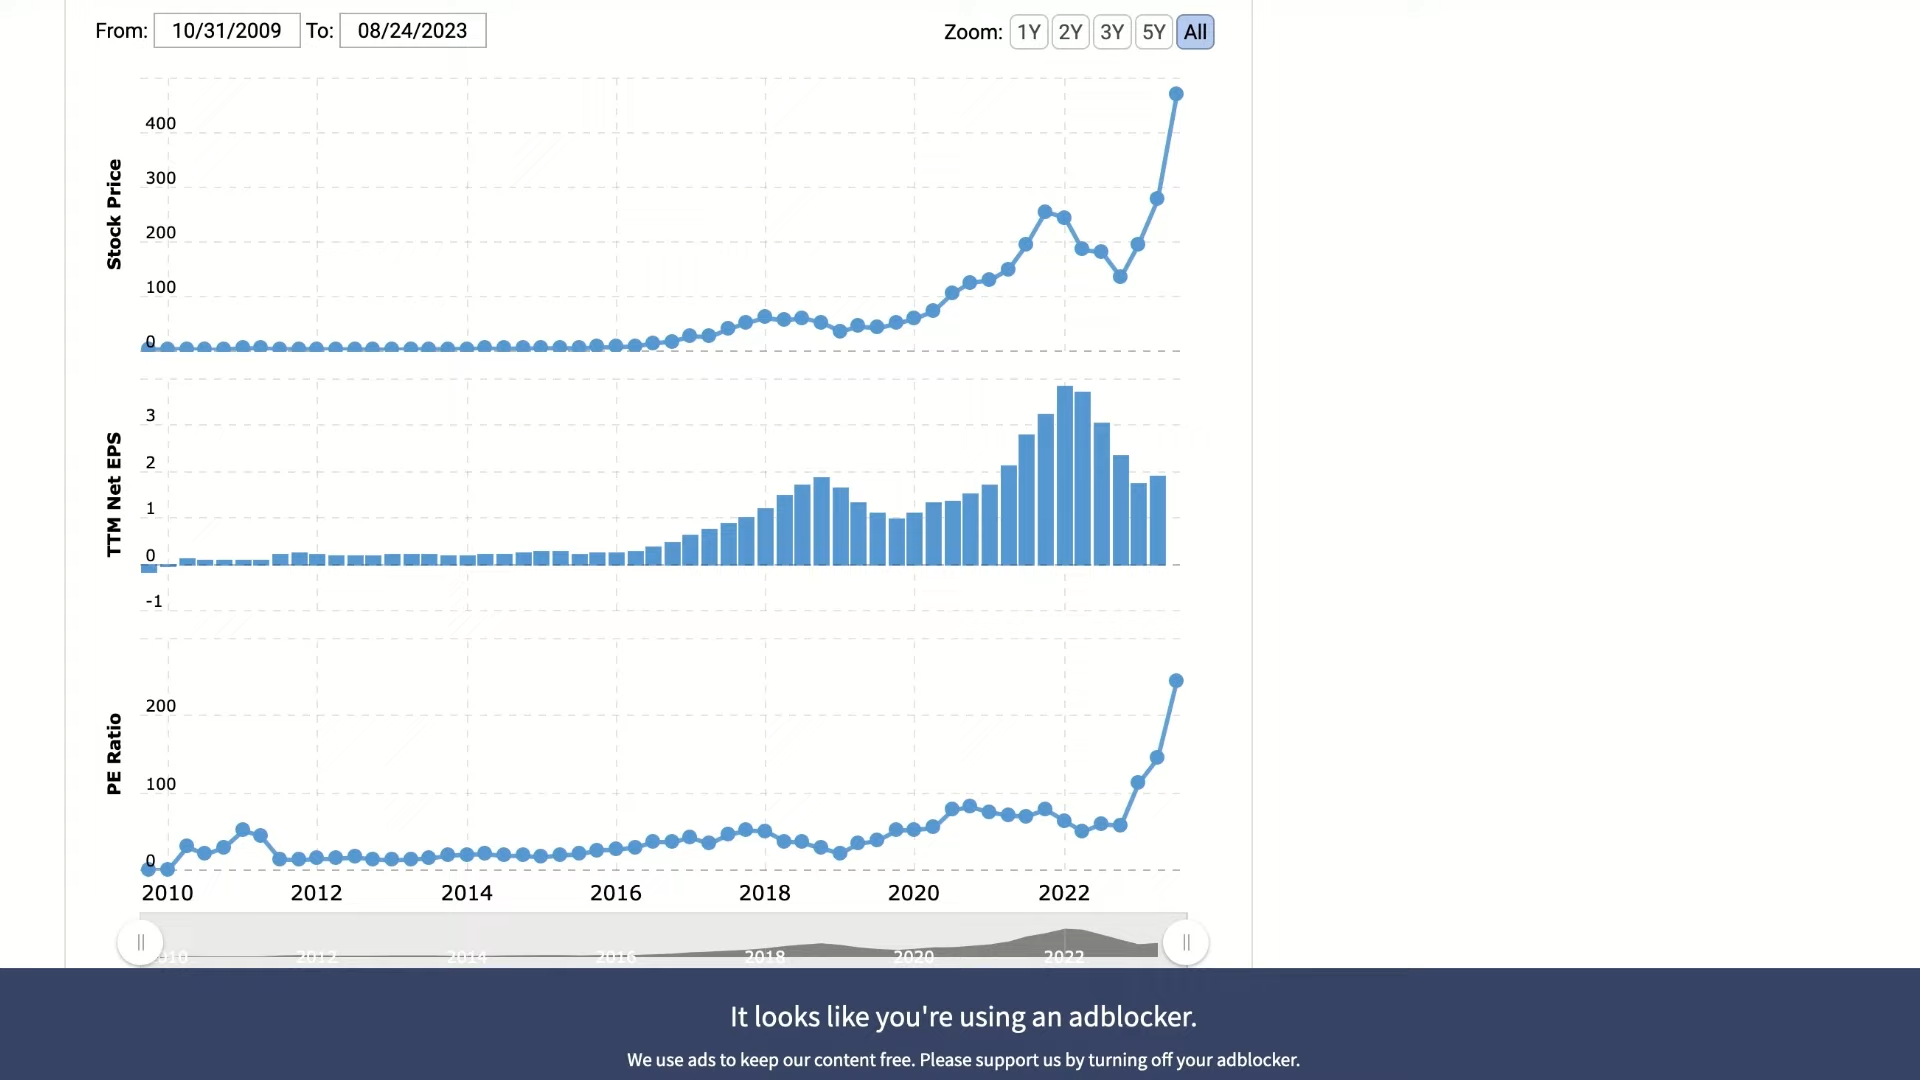 From: 10/31/2009 To: 08/24/2023 Zoom: 1Y 2Y 3Y 5Y All
Stock Price
400
300
200
100
0
TTM Net EPS
3
2
1
0
-1
PE Ratio
200
100
0
2010 2012 2014 2016 2018 2020 2022
2012 2014 2016 2018 2020 2022
It looks like you're using an adblocker.
We use ads to keep our content free. Please support us by turning off your adblocker.